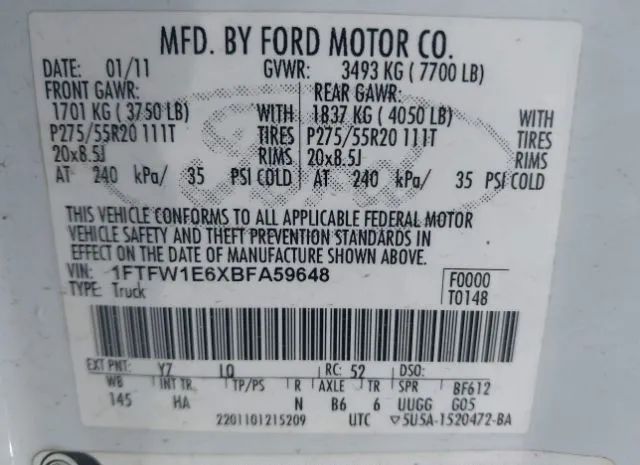 MFD. BY FORD MOTOR CO.
DATE: 01/11 GVWR: 3493 KG ( 7700 LB)
FRONT GAWR: REAR GAWR:
1701 KG ( 3750 LB) WITH 1837 KG ( 4050 LB) WITH
P275/55R20 111T TIRES P275/55R20 111T TIRES
20x8.5J RIMS 20x8.5J RIMS
AT 240 kPa/ 35 PSI COLD AT 240 kPa/ 35 PSI COLD
THIS VEHICLE CONFORMS TO ALL APPLICABLE FEDERAL MOTOR
VEHICLE SAFETY AND THEFT PREVENTION STANDARDS IN
EFFECT ON THE DATE OF MANUFACTURE SHOWN ABOVE.
VIN: 1FTFW1E6XBFA59648 F0000
TYPE: Truck T0148
EXT PNT: YZ LQ RC: 52 DSO:
WB INT TR TP/PS R AXLE TR SPR BF612
145 HA N B6 6 UUGG G05
2201101215209 UTC ▽5U5A-1520472-BA